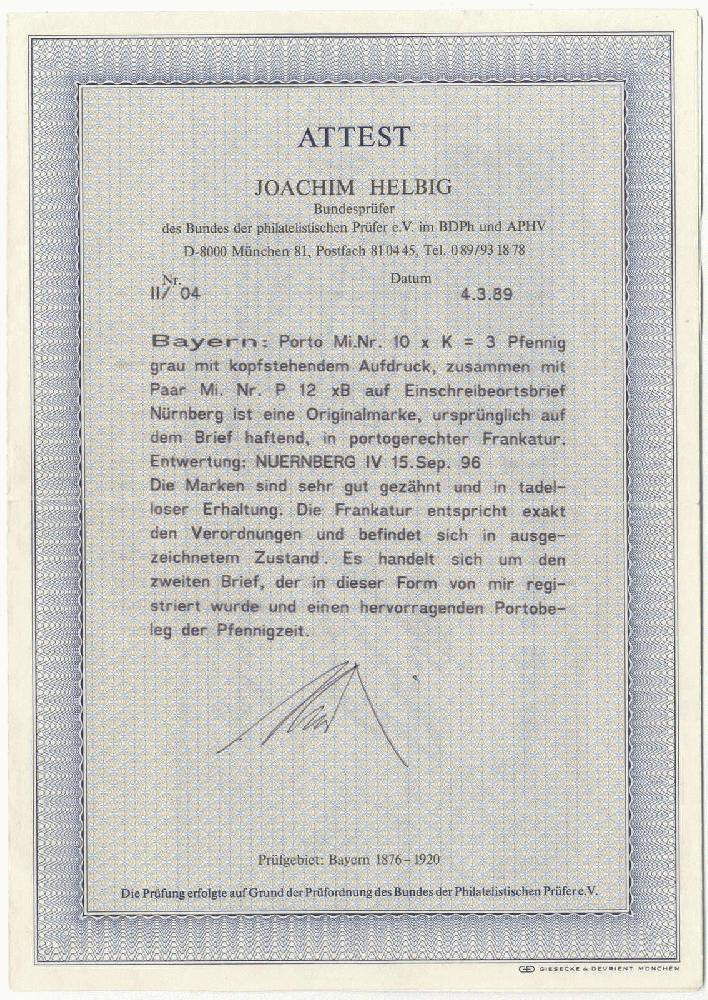 ATTEST
JOACHIM HELBIG
Bundesprüfer
des Bundes der philatelistischen Prüfer e.V. im BDPh und APHV
D-8000 München 81, Postfach 81 04 45, Tel. 0 89/93 18 78
Nr. Datum
II/ 04 4.3.89
Bayern: Porto Mi.Nr. 10 x K = 3 Pfennig
grau mit kopfstehendem Aufdruck, zusammen mit
Paar Mi. Nr. P 12 xB auf Einschreibeortsbrief
Nürnberg ist eine Originalmarke, ursprünglich auf
dem Brief haftend, in portogerechter Frankatur.
Entwertung: NUERNBERG IV 15.Sep. 96
Die Marken sind sehr gut gezähnt und in tadel-
loser Erhaltung. Die Frankatur entspricht exakt
den Verordnungen und befindet sich in ausge-
zeichnetem Zustand. Es handelt sich um den
zweiten Brief, der in dieser Form von mir regi-
striert wurde und einen hervorragenden Portobe-
leg der Pfennigzeit.
Prüfgebiet: Bayern 1876–1920
Die Prüfung erfolgte auf Grund der Prüfordnung des Bundes der Philatelistischen Prüfer e.V.
GIESECKE & DEVRIENT MÜNCHEN